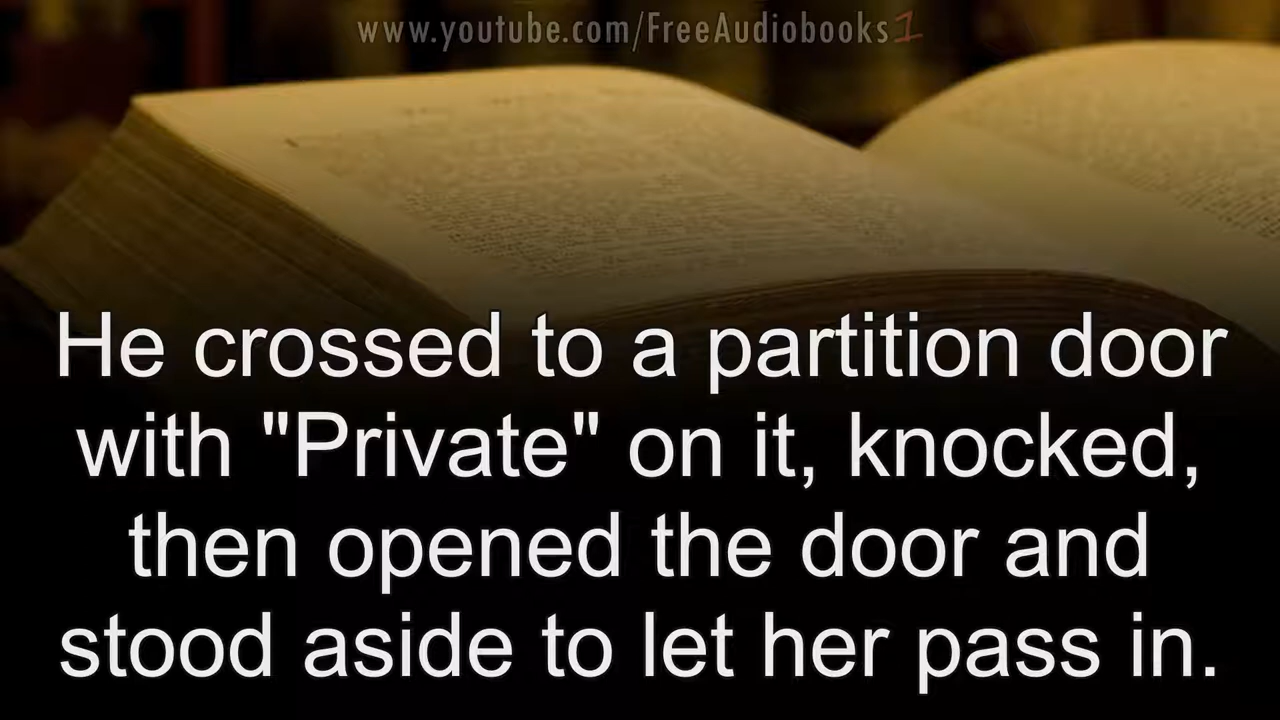 www.youtube.com/FreeAudiobooks1
He crossed to a partition door
with "Private" on it, knocked,
then opened the door and
stood aside to let her pass in.